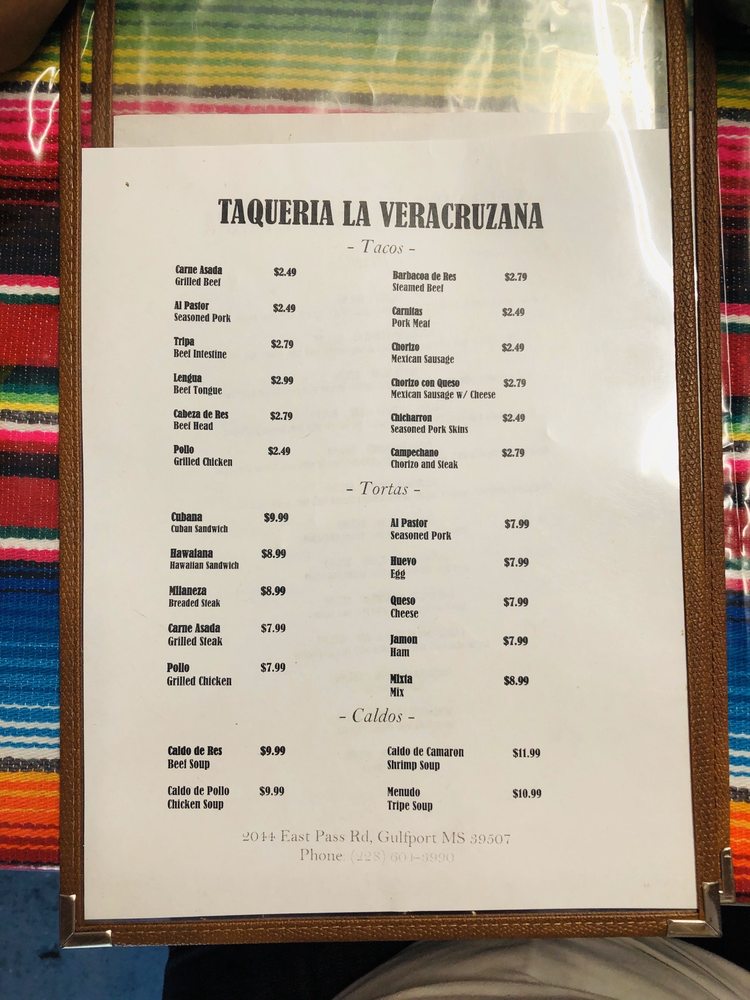 TAQUERIA LA VERACRUZANA
- Tacos -
Carne Asada $2.49
Grilled Beef
Al Pastor $2.49
Seasoned Pork
Tripa $2.79
Beef Intestine
Lengua $2.99
Beef Tongue
Cabeza de Res $2.79
Beef Head
Pollo $2.49
Grilled Chicken
Barbacoa de Res $2.79
Steamed Beef
Carnitas $2.49
Pork Meat
Chorizo $2.49
Mexican Sausage
Chorizo con Queso $2.79
Mexican Sausage w/ Cheese
Chicharron $2.49
Seasoned Pork Skins
Campechano $2.79
Chorizo and Steak
- Tortas -
Cubana $9.99
Cuban Sandwich
Hawaiana $8.99
Hawaiian Sandwich
Milaneza $8.99
Breaded Steak
Carne Asada $7.99
Grilled Steak
Pollo $7.99
Grilled Chicken
Al Pastor $7.99
Seasoned Pork
Huevo $7.99
Egg
Queso $7.99
Cheese
Jamon $7.99
Ham
Mixta $8.99
Mix
- Caldos -
Caldo de Res $9.99
Beef Soup
Caldo de Pollo $9.99
Chicken Soup
Caldo de Camaron $11.99
Shrimp Soup
Menudo $10.99
Tripe Soup
2044 East Pass Rd, Gulfport MS 39507
Phone: (228)